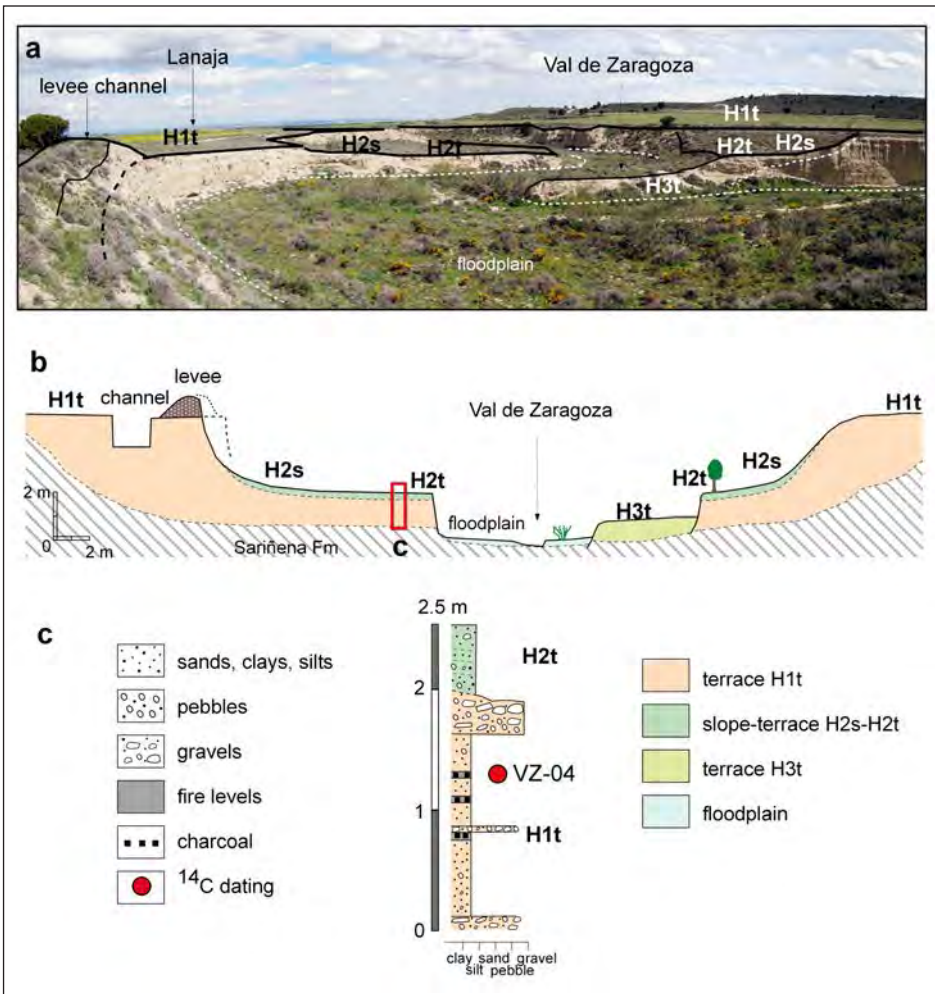 a
Lanaja
levee channel
Val de Zaragoza
H1t
H1t
H2s
H2t
H2t
H2s
H3t
floodplain
b
levee
H1t
channel
Val de Zaragoza
H1t
H2s
H2t
H2t
H2s
2 m
floodplain
H3t
0
2 m
Sariñena Fm
c
c
2.5 m
sands, clays, silts
H2t
terrace H1t
2
pebbles
slope-terrace H2s-H2t
gravels
VZ-04
terrace H3t
fire levels
1
floodplain
charcoal
H1t
14C dating
0
clay sand gravel
silt pebble